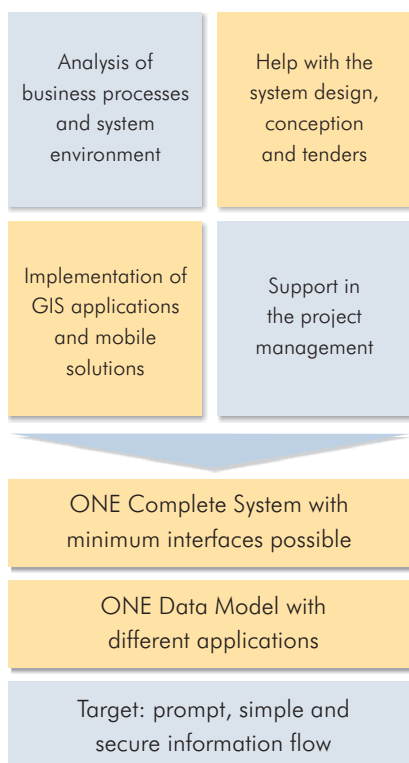 Analysis of
business processes
and system
environment
Help with the
system design,
conception
and tenders
Implementation of
GIS applications
and mobile
solutions
Support in
the project
management
ONE Complete System with
minimum interfaces possible
ONE Data Model with
different applications
Target: prompt, simple and
secure information flow